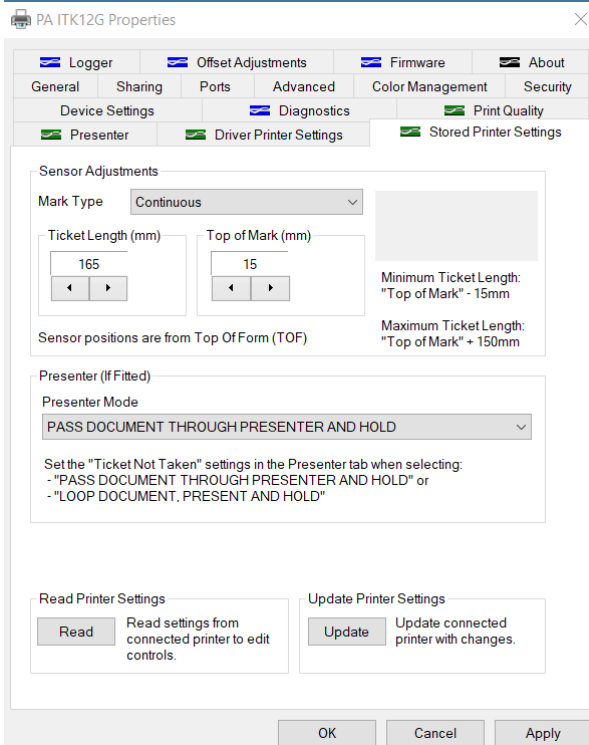 PA ITK12G Properties
Logger Offset Adjustments Firmware About
General Sharing Ports Advanced Color Management Security
Device Settings Diagnostics Print Quality
Presenter Driver Printer Settings Stored Printer Settings
Sensor Adjustments
Mark Type Continuous
Ticket Length (mm) Top of Mark (mm)
165 15
Minimum Ticket Length:
"Top of Mark" - 15mm
Maximum Ticket Length:
"Top of Mark" + 150mm
Sensor positions are from Top Of Form (TOF)
Presenter (If Fitted)
Presenter Mode
PASS DOCUMENT THROUGH PRESENTER AND HOLD
Set the "Ticket Not Taken" settings in the Presenter tab when selecting:
- "PASS DOCUMENT THROUGH PRESENTER AND HOLD" or
- "LOOP DOCUMENT, PRESENT AND HOLD"
Read Printer Settings
Read
Read settings from
connected printer to edit
controls.
Update Printer Settings
Update
Update connected
printer with changes.
OK Cancel Apply